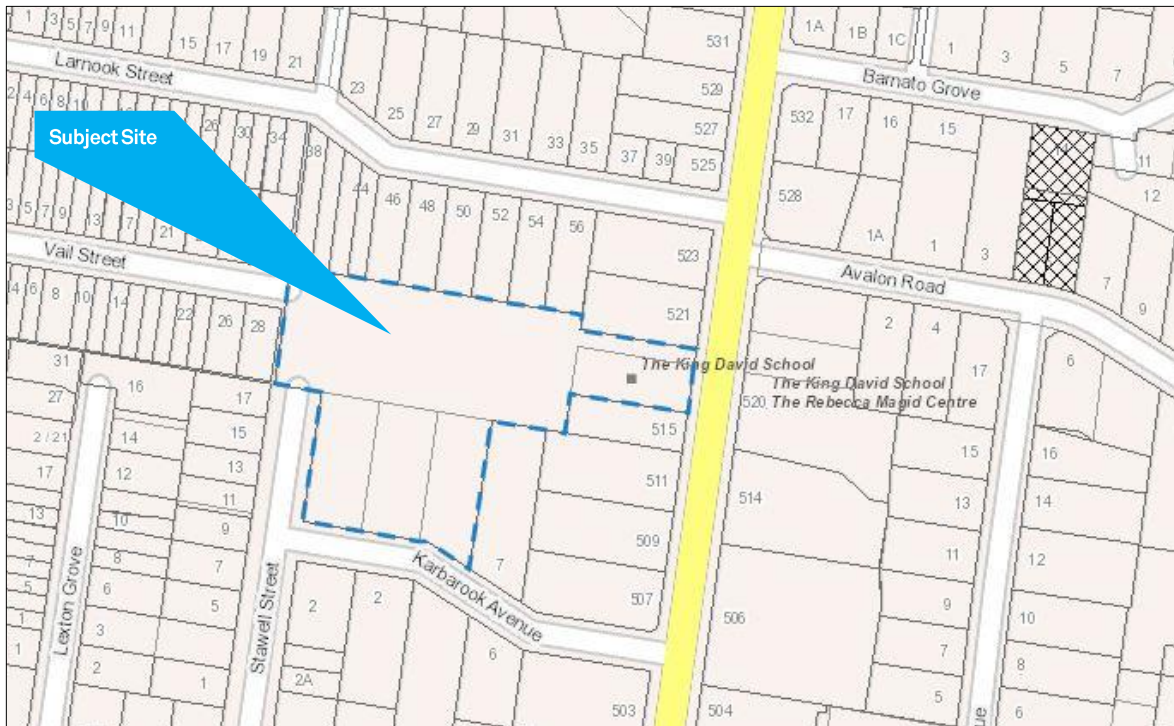 1 3 5 7 9 11 15 17 19 21
Larnook Street
23 25 27 29 31 33 35 37 39
531
529
527
525
1A 1B 1C 1 3 5 7
Barnato Grove
532 17 16 15
11
12
528 1A 1 3
7
9
Avalon Road
2 4 6 8 10
26 30 34 38
Subject Site
44 46 48 50 52 54 56
523
521
3 5 7 9 13 7 21
Vail Street
4 6 8 10 14 22 26 28
The King David School
The King David School
The Rebecca Magid Centre
520
2 4 17
6
515
511
509
507
514
506
504
503
31
27
2 / 21
17
13
7
5
1
1
16
14
12
10
8
6
3
2
17
15
13
11
9
7
5
1
Lexton Grove
Stawell Street
Karbarook Avenue
7
2 2 6
2A
15
13
11
9
7
5
16
14
12
10
8
6